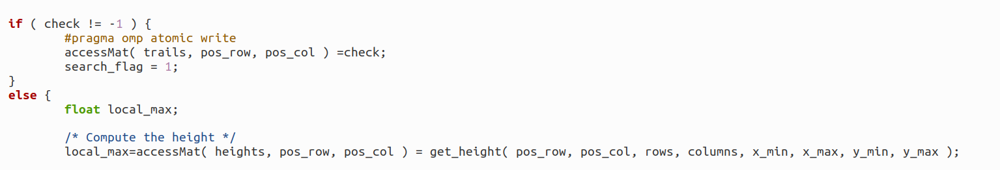 if ( check != -1 ) {
        #pragma omp atomic write
        accessMat( trails, pos_row, pos_col ) =check;
        search_flag = 1;
}
else {
        float local_max;

        /* Compute the height */
        local_max=accessMat( heights, pos_row, pos_col ) = get_height( pos_row, pos_col, rows, columns, x_min, x_max, y_min, y_max );